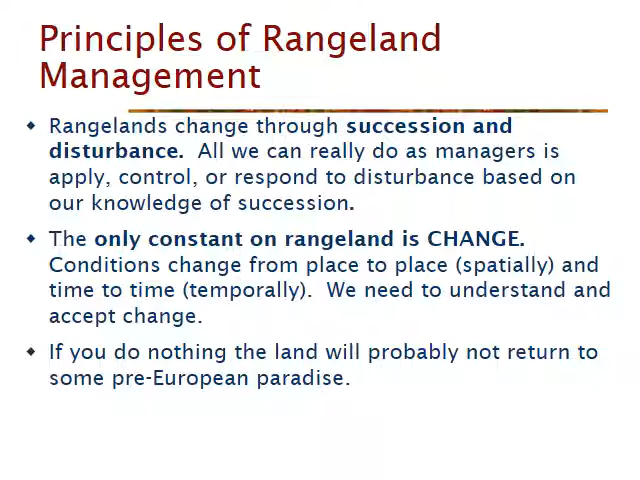 Principles of Rangeland
Management
Rangelands change through succession and
disturbance. All we can really do as managers is
apply, control, or respond to disturbance based on
our knowledge of succession.
The only constant on rangeland is CHANGE.
Conditions change from place to place (spatially) and
time to time (temporally). We need to understand and
accept change.
If you do nothing the land will probably not return to
some pre-European paradise.